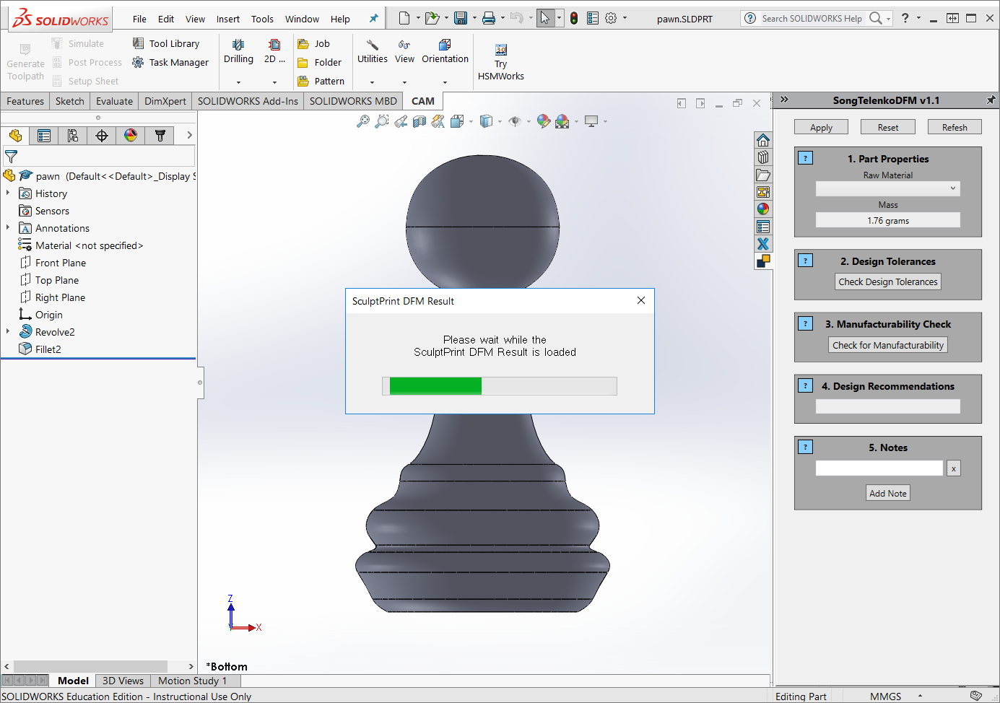 SOLIDWORKS
File Edit View Insert Tools Window Help
pawn.SLDPRT
Search SOLIDWORKS Help
Generate Toolpath
Simulate
Post Process
Setup Sheet
Tool Library
Task Manager
Drilling
2D ...
Job
Folder
Pattern
Utilities
View
Orientation
Try
HSMWorks
Features Sketch Evaluate DimXpert SOLIDWORKS Add-Ins SOLIDWORKS MBD CAM
pawn (Default<<Default>_Display S
History
Sensors
Annotations
Material <not specified>
Front Plane
Top Plane
Right Plane
Origin
Revolve2
Fillet2
SculptPrint DFM Result
Please wait while the
SculptPrint DFM Result is loaded
Z
X
*Bottom
SongTelenkoDFM v1.1
Apply Reset Refesh
? 1. Part Properties
Raw Material
Mass
1.76 grams
? 2. Design Tolerances
Check Design Tolerances
? 3. Manufacturability Check
Check for Manufacturability
? 4. Design Recommendations
? 5. Notes
x
Add Note
Model 3D Views Motion Study 1
SOLIDWORKS Education Edition - Instructional Use Only
Editing Part MMGS